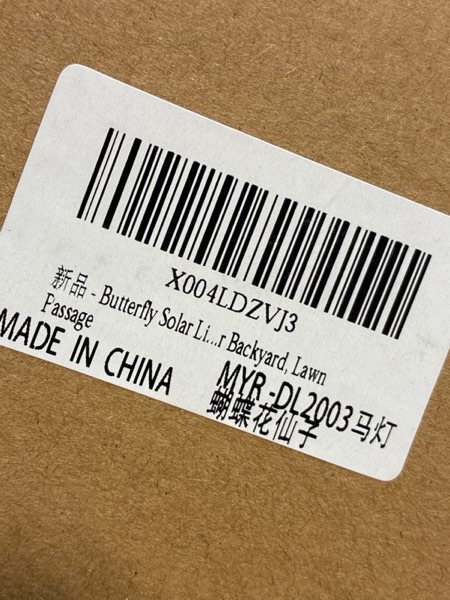 X004LDZVJ3
新品 - Butterfly Solar Li...r Backyard, Lawn
Passage
MADE IN CHINA
MYR-DL2003马灯
蝴蝶花仙子